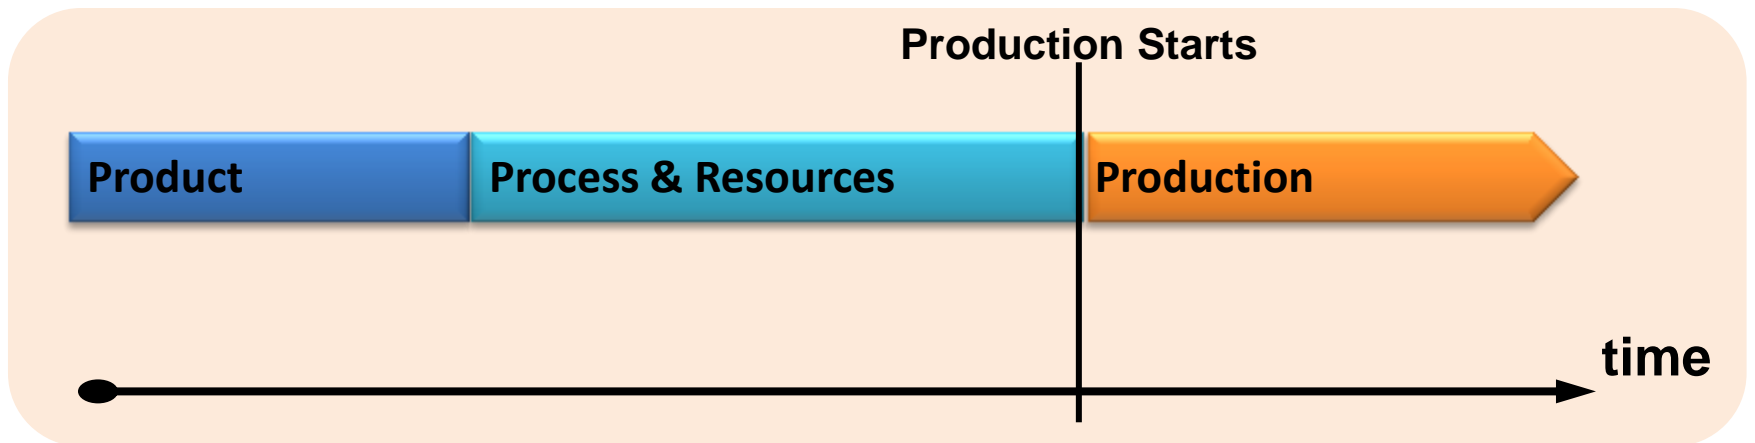 Production Starts
Product
Process & Resources
Production
time